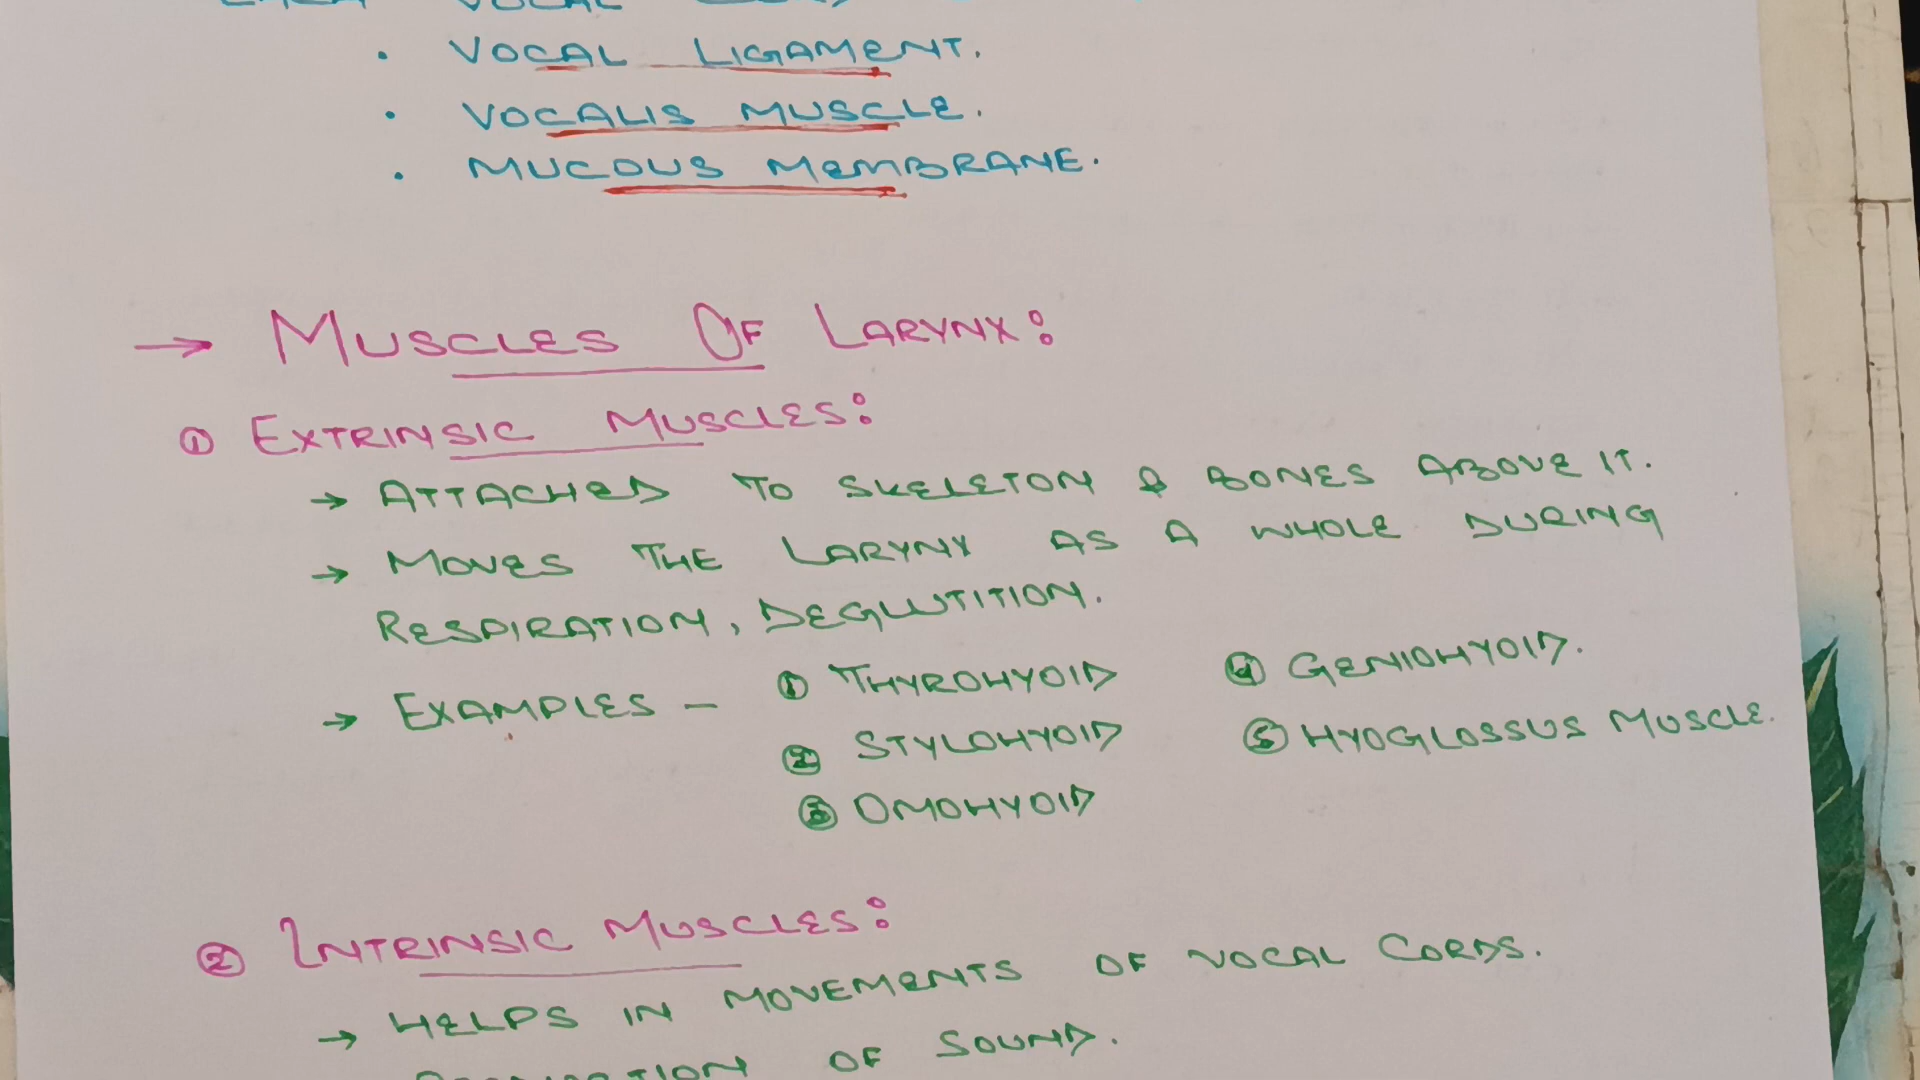 VOCAL
• VOCAL LIGAMENT.
• VOCALIS MUSCLE.
• MUCOUS MEMBRANE.
→ MUSCLES OF LARYNX:
① EXTRINSIC MUSCLES:
→ ATTACHED TO SKELETON & BONES ABOVE IT.
→ MOVES THE LARYNX AS A WHOLE DURING
RESPIRATION, DEGLUTITION.
→ EXAMPLES – ① THYROHYOID ④ GENIOHYOID.
② STYLOHYOID ⑤ HYOGLOSSUS MUSCLE.
③ OMOHYOID
② INTRINSIC MUSCLES:
→ HELPS IN MOVEMENTS OF VOCAL CORDS.
OF SOUND.